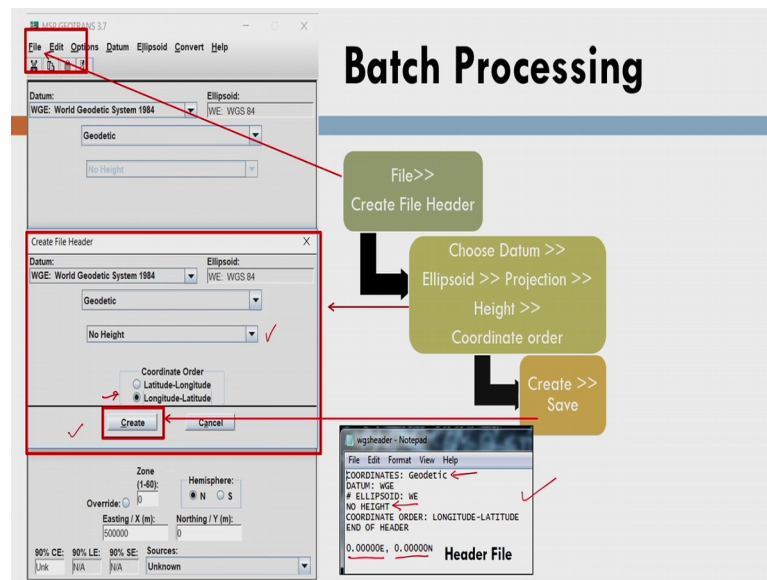 MSP GEOTRANS 3.7
File Edit Options Datum Ellipsoid Convert Help
Datum:
Ellipsoid:
WGE: World Geodetic System 1984
WE: WGS 84
Geodetic
No Height
Create File Header
Datum:
Ellipsoid:
WGE: World Geodetic System 1984
WE: WGS 84
Geodetic
No Height
Coordinate Order
Latitude-Longitude
Longitude-Latitude
Create Cancel
Zone
(1-60):
Hemisphere:
Override: 0
N S
Easting / X (m):
Northing / Y (m):
500000
0
90% CE: 90% LE: 90% SE: Sources:
Unk N/A N/A Unknown
Batch Processing
File>>
Create File Header
Choose Datum >>
Ellipsoid >> Projection >>
Height >>
Coordinate order
Create >>
Save
wgsheader - Notepad
File Edit Format View Help
COORDINATES: Geodetic
DATUM: WGE
# ELLIPSOID: WE
NO HEIGHT
COORDINATE ORDER: LONGITUDE-LATITUDE
END OF HEADER
0.00000E, 0.00000N
Header File